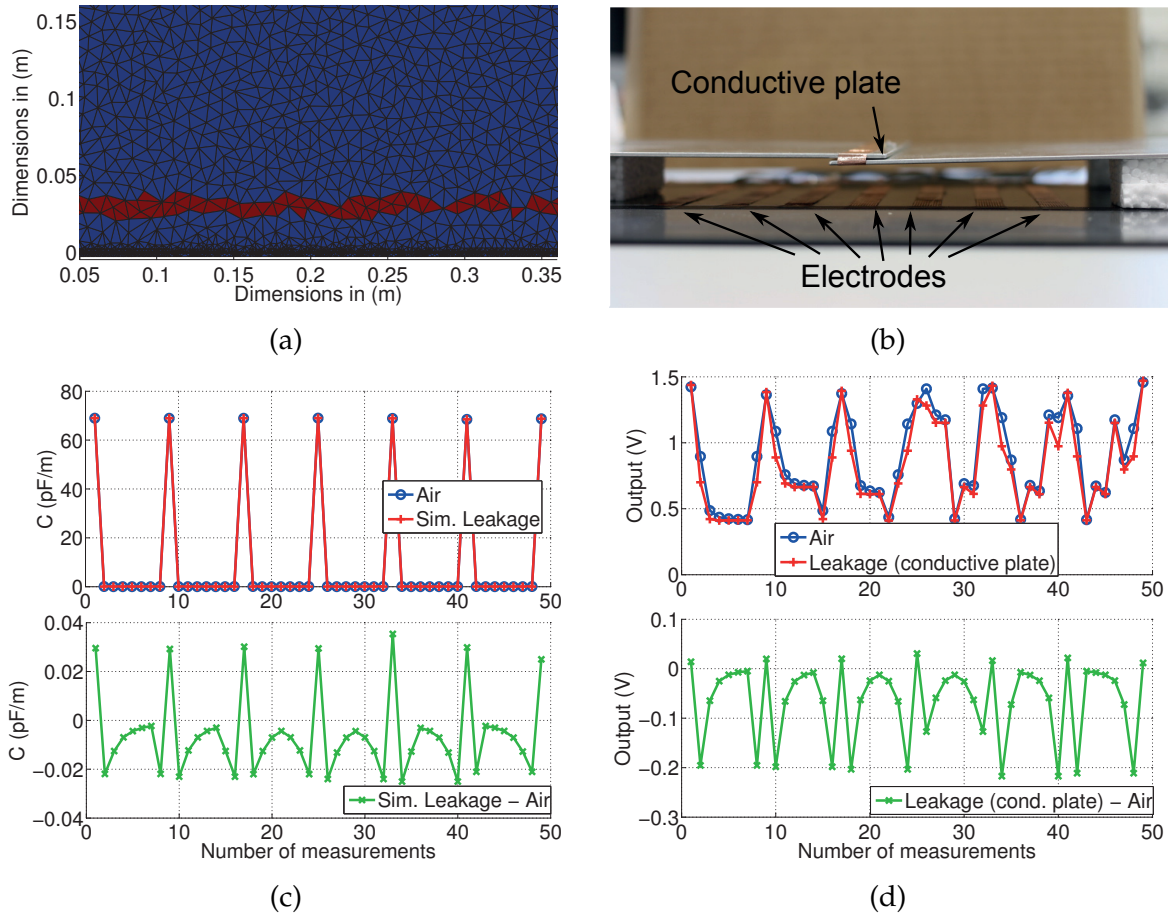 Dimensions in (m)
0.15
0.1
0.05
0
0.05 0.1 0.15 0.2 0.25 0.3 0.35
Dimensions in (m)
(a)
Conductive plate
Electrodes
(b)
C (pF/m)
80
60
40
20
0
0 10 20 30 40 50
Air
Sim. Leakage
C (pF/m)
0.04
0.02
0
−0.02
−0.04
0 10 20 30 40 50
Sim. Leakage − Air
Number of measurements
(c)
Output (V)
1.5
1
0.5
0
0 10 20 30 40 50
Air
Leakage (conductive plate)
Output (V)
0.1
0
−0.1
−0.2
−0.3
0 10 20 30 40 50
Leakage (cond. plate) − Air
Number of measurements
(d)